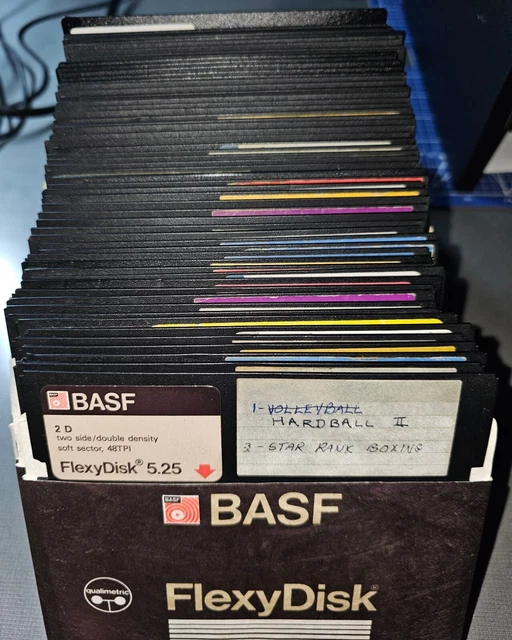 BASF
2 D
two side/double density
soft sector, 48TPI
FlexyDisk® 5.25
1-VOLLEYBALL
HARDBALL II
2-STAR RANK BOXING
BASF
qualimetric
FlexyDisk®